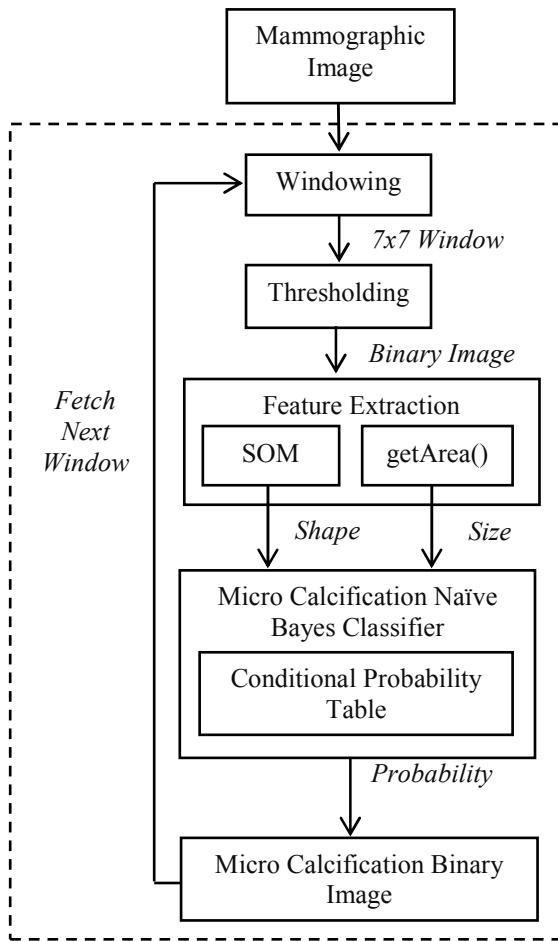 Mammographic
Image
Windowing
7x7 Window
Thresholding
Binary Image
Fetch
Next
Window
Feature Extraction
SOM
getArea()
Shape
Size
Micro Calcification Naïve
Bayes Classifier
Conditional Probability
Table
Probability
Micro Calcification Binary
Image